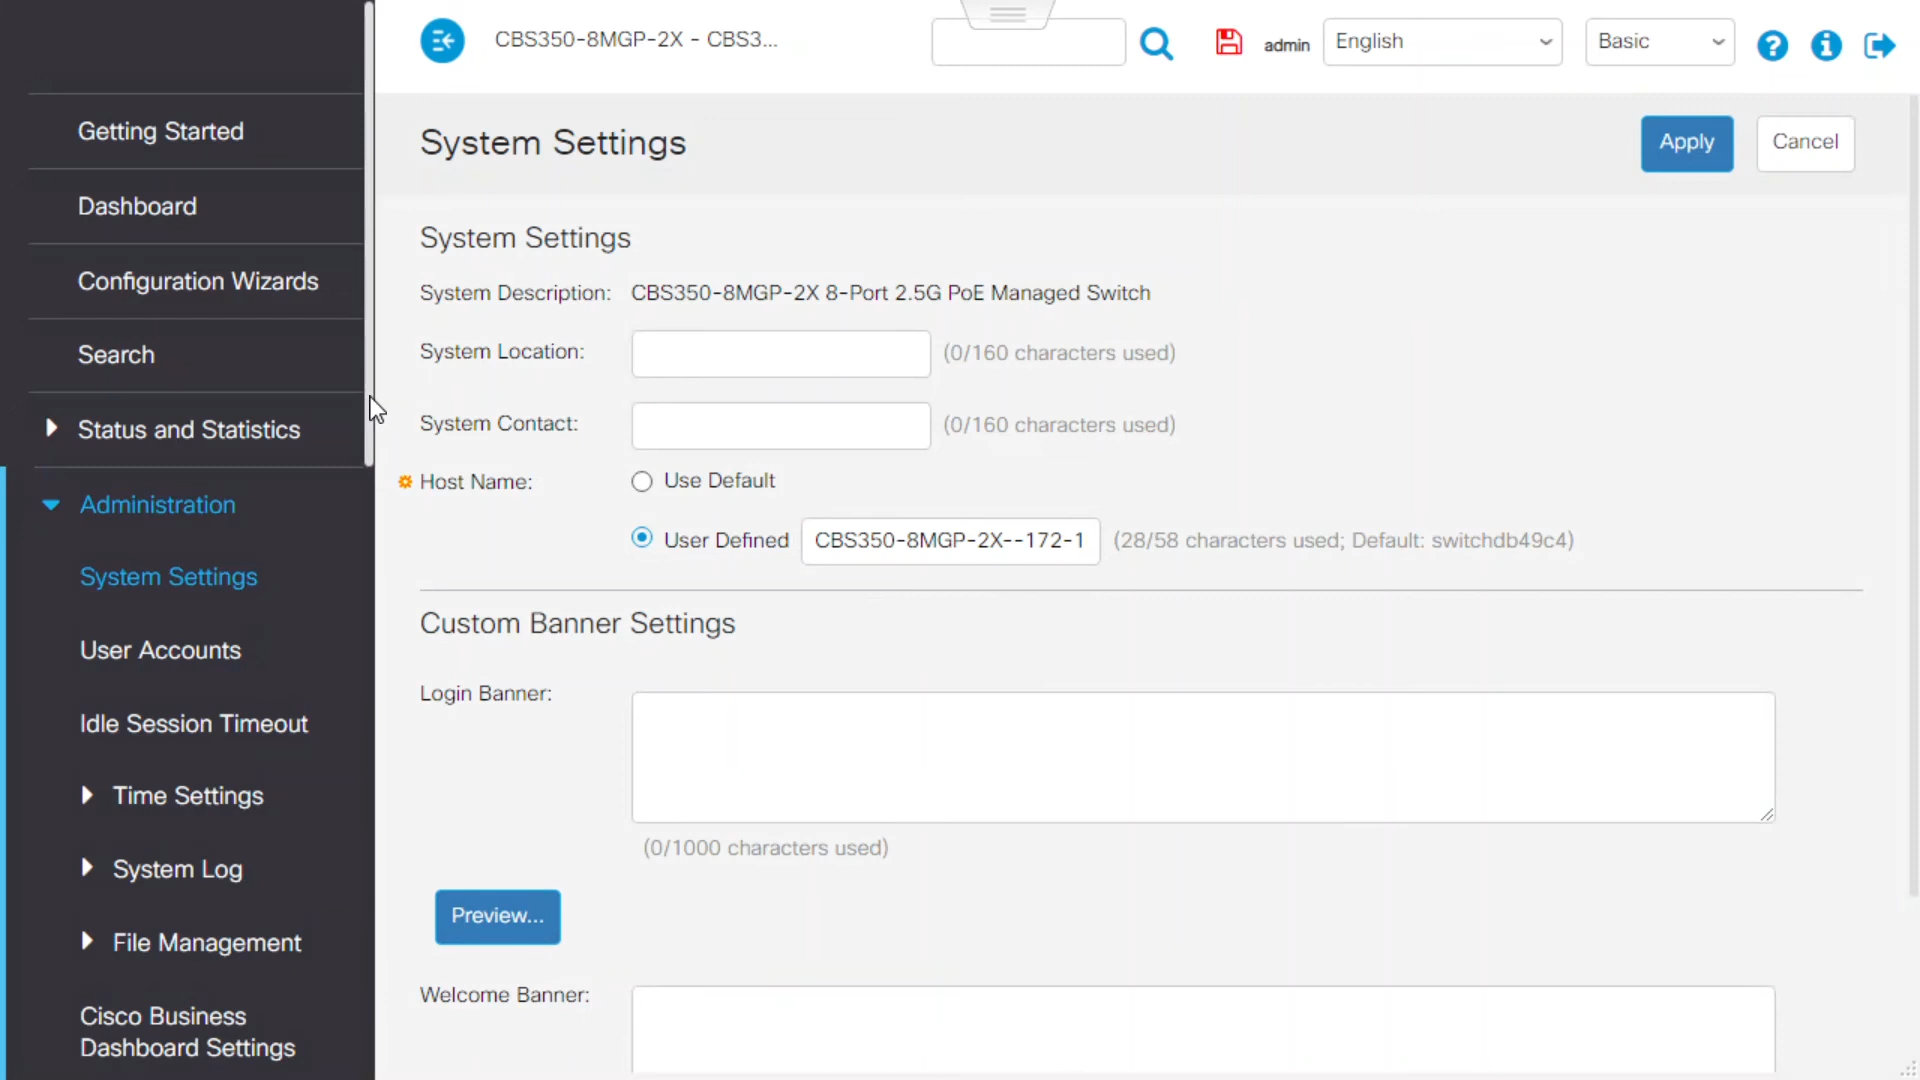 CBS350-8MGP-2X - CBS3...
admin
English
Basic
Getting Started
Dashboard
Configuration Wizards
Search
Status and Statistics
Administration
System Settings
User Accounts
Idle Session Timeout
Time Settings
System Log
File Management
Cisco Business
Dashboard Settings
System Settings
Apply
Cancel
System Settings
System Description: CBS350-8MGP-2X 8-Port 2.5G PoE Managed Switch
System Location: (0/160 characters used)
System Contact: (0/160 characters used)
Host Name: Use Default
User Defined CBS350-8MGP-2X--172-1 (28/58 characters used; Default: switchdb49c4)
Custom Banner Settings
Login Banner:
(0/1000 characters used)
Preview...
Welcome Banner: